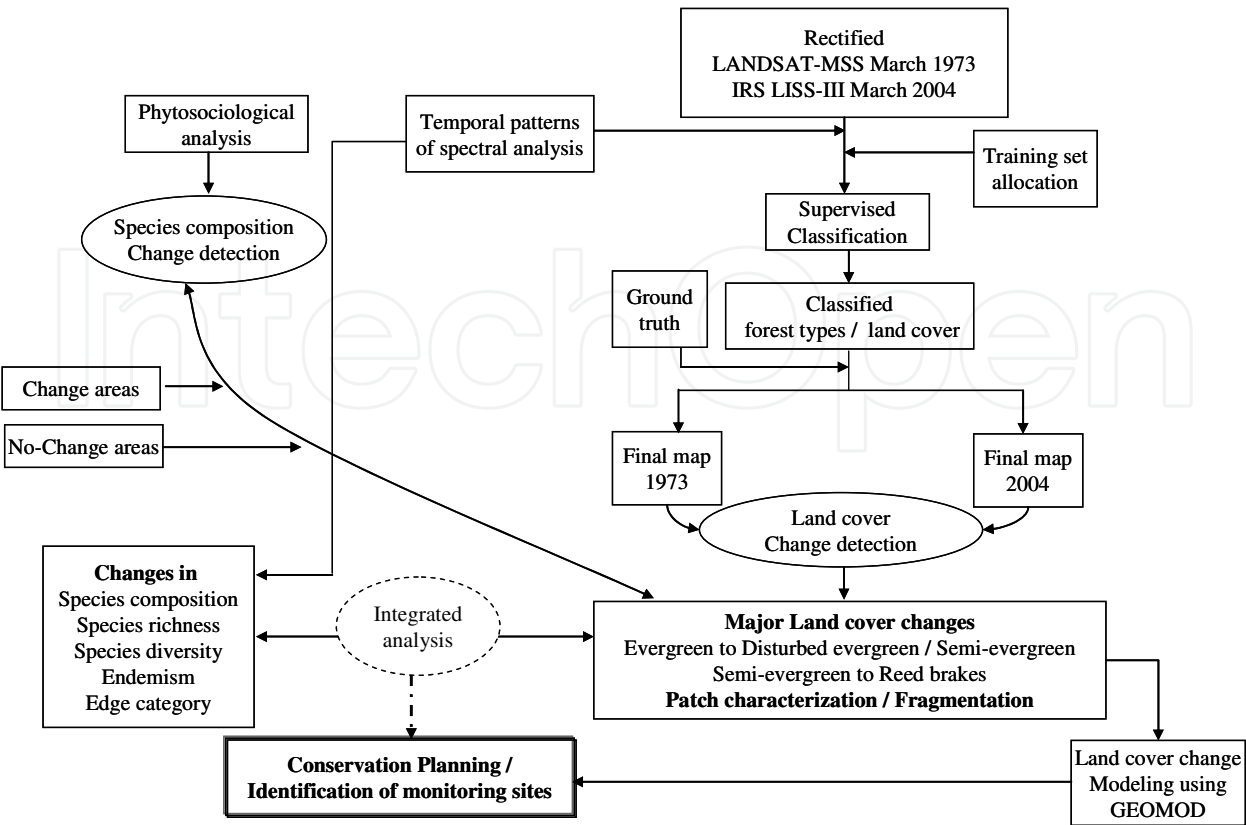 Rectified
LANDSAT-MSS March 1973
IRS LISS-III March 2004
Phytosociological
analysis
Temporal patterns
of spectral analysis
Training set
allocation
Species composition
Change detection
Supervised
Classification
Ground
truth
Classified
forest types / land cover
Change areas
No-Change areas
Final map
1973
Final map
2004
Land cover
Change detection
Changes in
Species composition
Species richness
Species diversity
Endemism
Edge category
Integrated
analysis
Major Land cover changes
Evergreen to Disturbed evergreen / Semi-evergreen
Semi-evergreen to Reed brakes
Patch characterization / Fragmentation
Conservation Planning /
Identification of monitoring sites
Land cover change
Modeling using
GEOMOD
IntechOpen